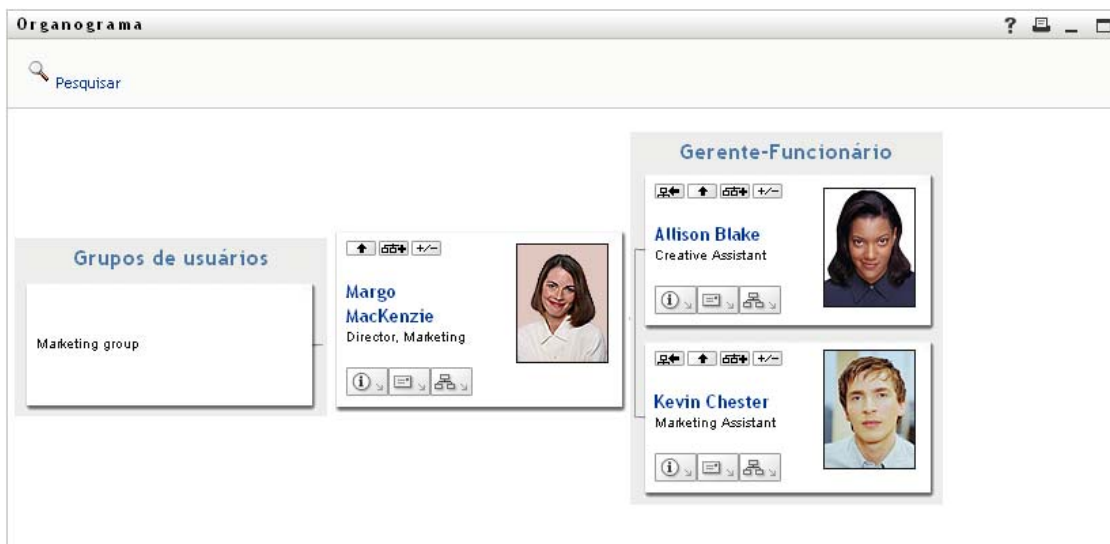 Organograma
?
Pesquisar
Grupos de usuários
Marketing group
+/-
Margo
MacKenzie
Director, Marketing
Gerente-Funcionário
+/-
Allison Blake
Creative Assistant
+/-
Kevin Chester
Marketing Assistant